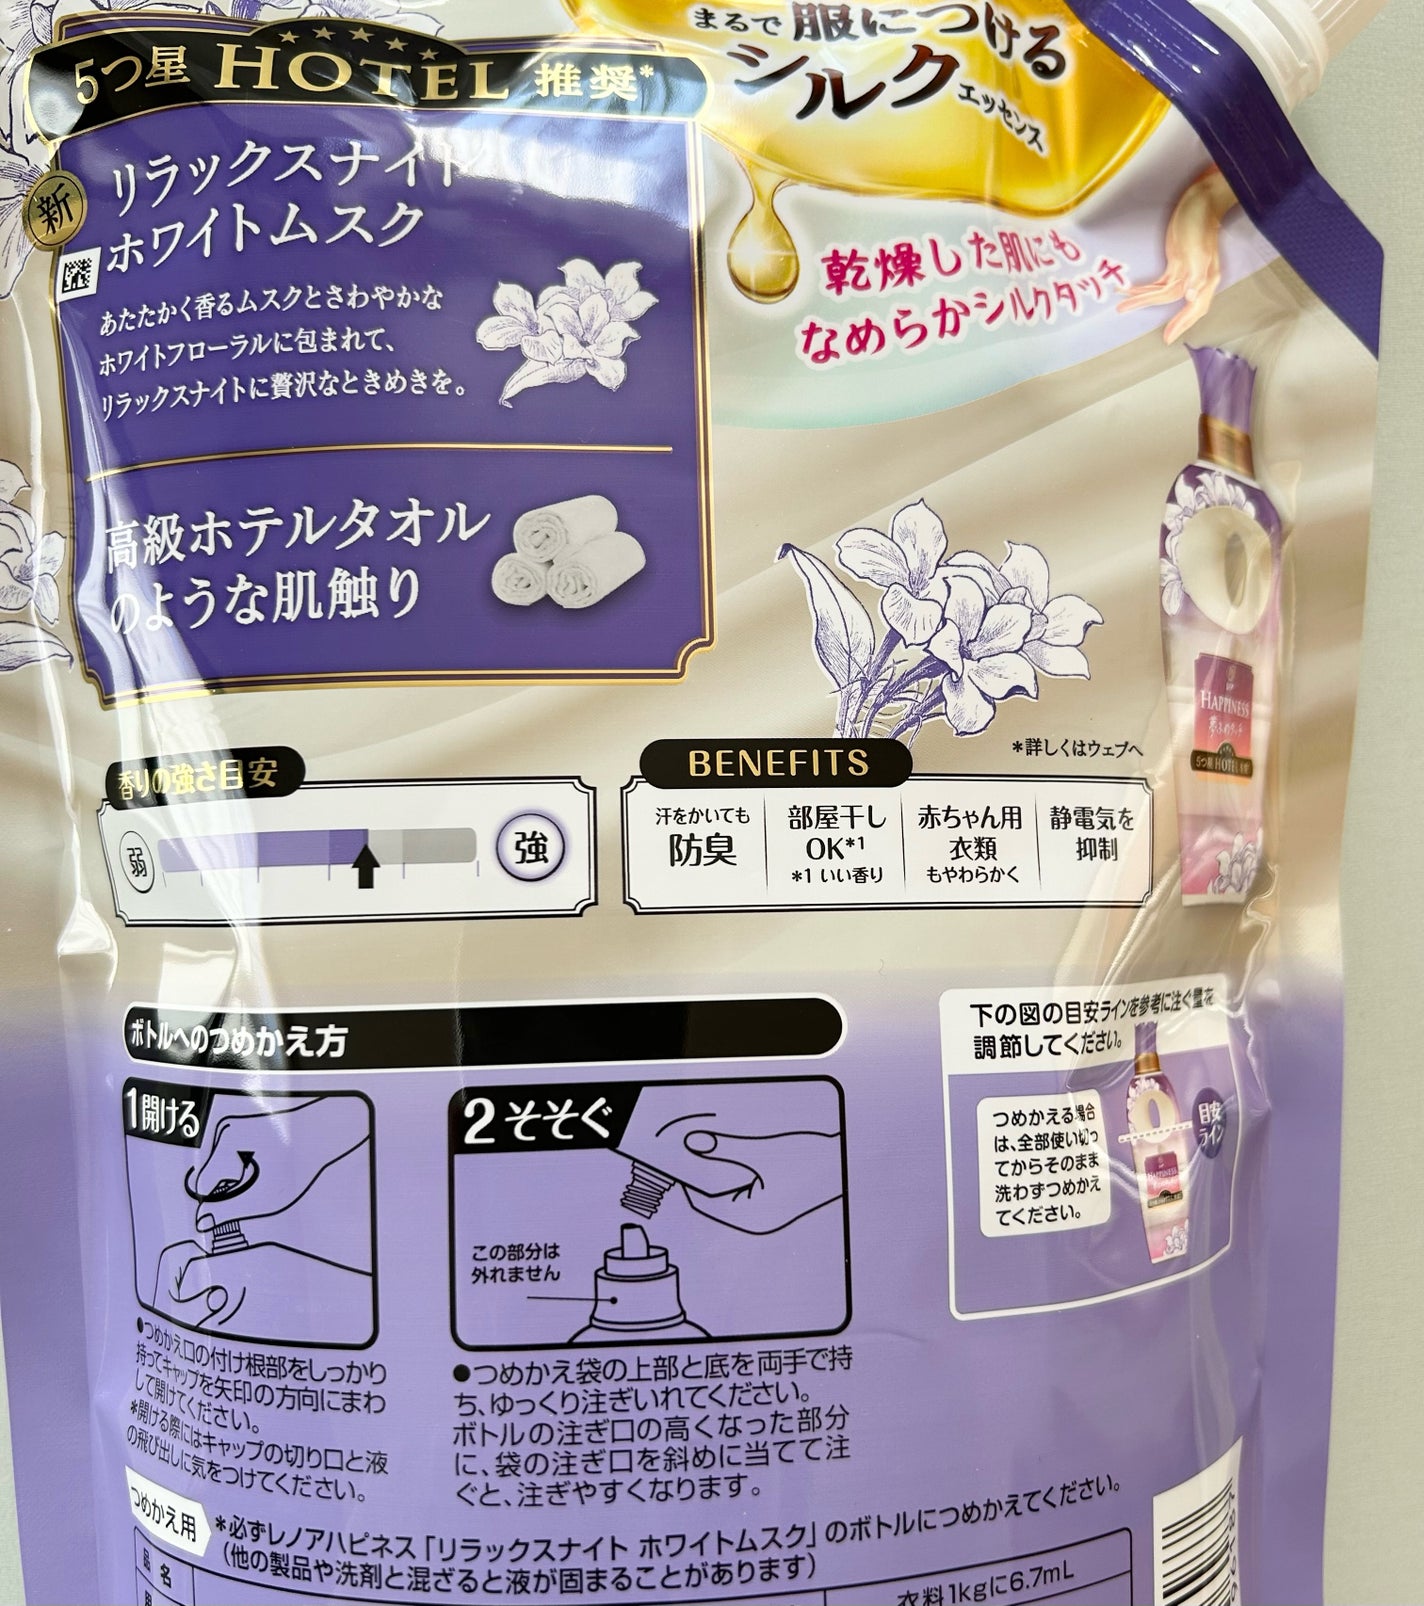 まるで服につける
シルクエッセンス
5つ星 HOTEL 推奨*
新
リラックスナイト
ホワイトムスク
あたたかく香るムスクとさわやかな
ホワイトフローラルに包まれて、
リラックスナイトに贅沢なときめきを。
高級ホテルタオル
のような肌触り
乾燥した肌にも
なめらかシルクタッチ
HAPPINESS
夢ふわタッチ
5つ星 HOTEL 推奨*
*詳しくはウェブへ
香りの強さ目安
弱
強
BENEFITS
汗をかいても
防臭
部屋干し
OK*1
*1 いい香り
赤ちゃん用
衣類
もやわらかく
静電気を
抑制
ボトルへのつめかえ方
1開ける
●つめかえ口の付け根部をしっかり
持ってキャップを矢印の方向にまわ
して開けてください。
*開ける際にはキャップの切り口と液
の飛び出しに気をつけてください。
2そそぐ
この部分は
外れません
●つめかえ袋の上部と底を両手で持
ち、ゆっくり注ぎいれてください。
ボトルの注ぎ口の高くなった部分
に、袋の注ぎ口を斜めに当てて注
ぐと、注ぎやすくなります。
下の図の目安ラインを参考に注ぐ量を
調節してください。
つめかえる場合
は、全部使い切っ
てからそのまま
洗わずつめかえ
てください。
目安
ライン
HAPPINESS
つめかえ用
*必ずレノアハピネス「リラックスナイト ホワイトムスク」のボトルにつめかえてください。
(他の製品や洗剤と混ざると液が固まることがあります)
品名
衣料1kgに6.7mL